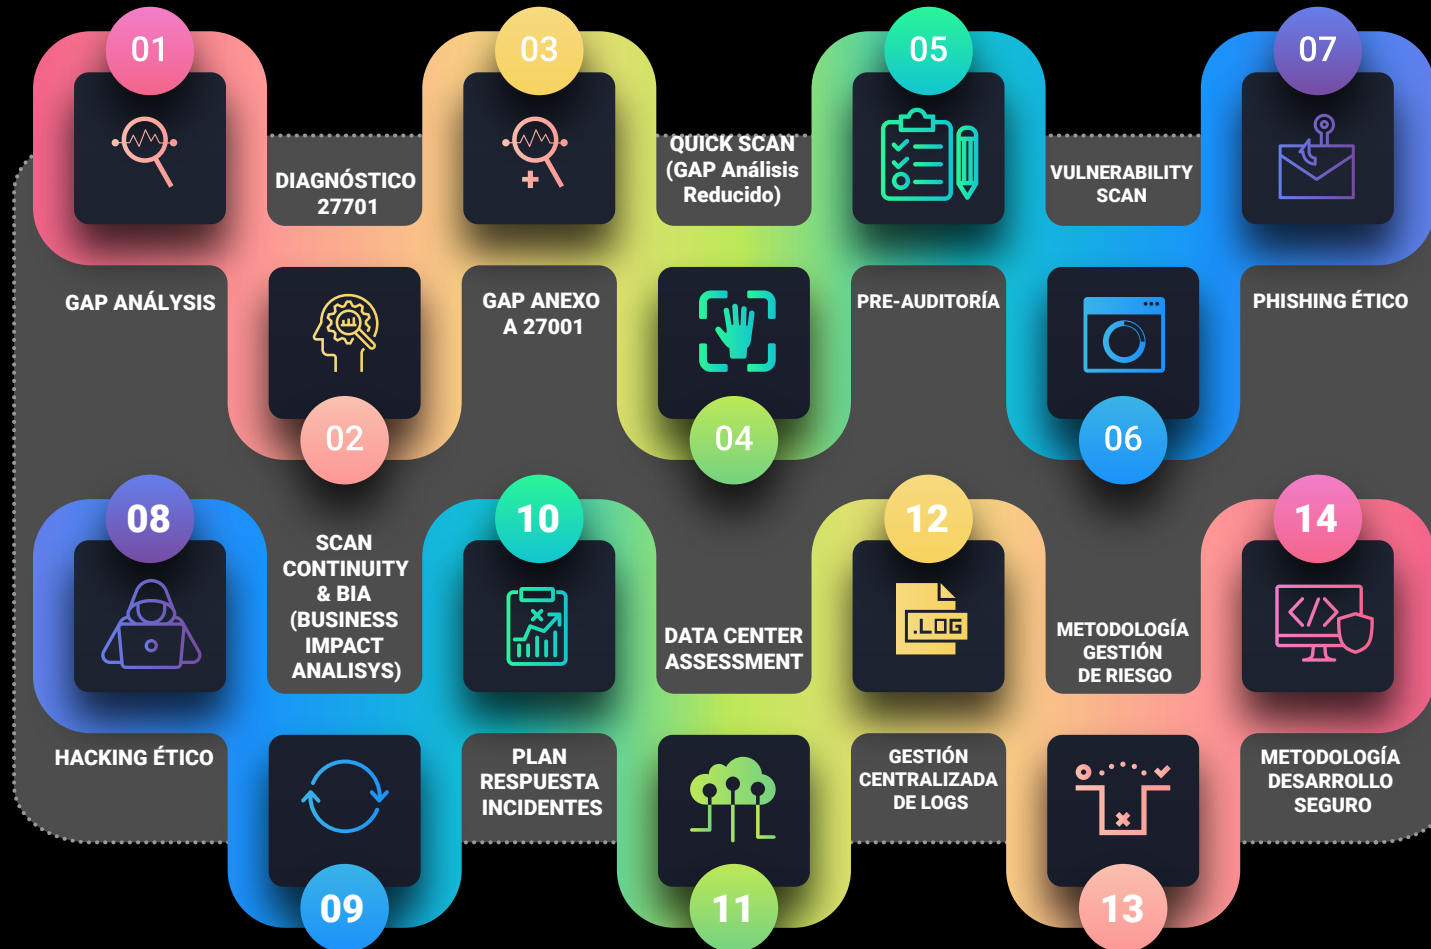 01
GAP ANÁLYSIS
02
DIAGNÓSTICO
27701
03
GAP ANEXO
A 27001
04
QUICK SCAN
(GAP Análisis
Reducido)
05
PRE-AUDITORÍA
06
VULNERABILITY
SCAN
07
PHISHING ÉTICO
08
HACKING ÉTICO
09
SCAN
CONTINUITY
& BIA
(BUSINESS
IMPACT
ANALISYS)
10
PLAN
RESPUESTA
INCIDENTES
11
DATA CENTER
ASSESSMENT
12
.LOG
GESTIÓN
CENTRALIZADA
DE LOGS
13
METODOLOGÍA
GESTIÓN
DE RIESGO
14
</>
METODOLOGÍA
DESARROLLO
SEGURO